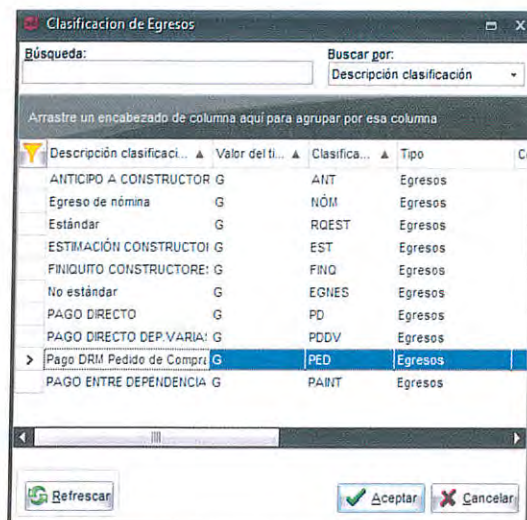 Clasificacion de Egresos
Búsqueda:
Buscar por:
Descripción clasificación
Arrastre un encabezado de columna aquí para agrupar por esa columna
Descripción clasificaci... Valor del ti... Clasifica... Tipo
ANTICIPO A CONSTRUCTOR G ANT Egresos
Egreso de nómina G NÓM Egresos
Estándar G RQEST Egresos
ESTIMACIÓN CONSTRUCTO G EST Egresos
FINIQUITO CONSTRUCTORE G FINQ Egresos
No estándar G EGNES Egresos
PAGO DIRECTO G PD Egresos
PAGO DIRECTO DEP.VARIA G PDDV Egresos
Pago DRM Pedido de Compra G PED Egresos
PAGO ENTRE DEPENDENCIA G PAINT Egresos
Refrescar Aceptar Cancelar